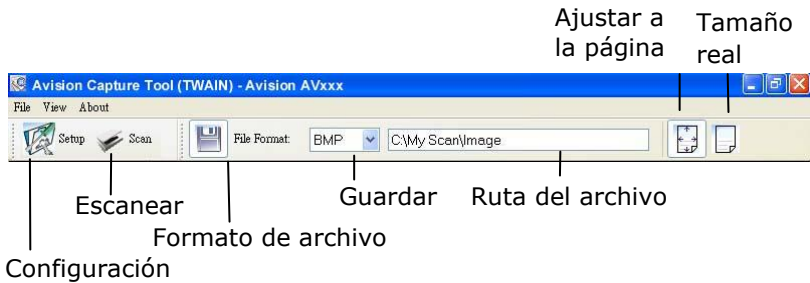 Ajustar a
la página
Tamaño
real
Avision Capture Tool (TWAIN) - Avision AVxxx
File View About
Setup Scan File Format: BMP C:\My Scan\Image
Escanear
Guardar
Ruta del archivo
Formato de archivo
Configuración